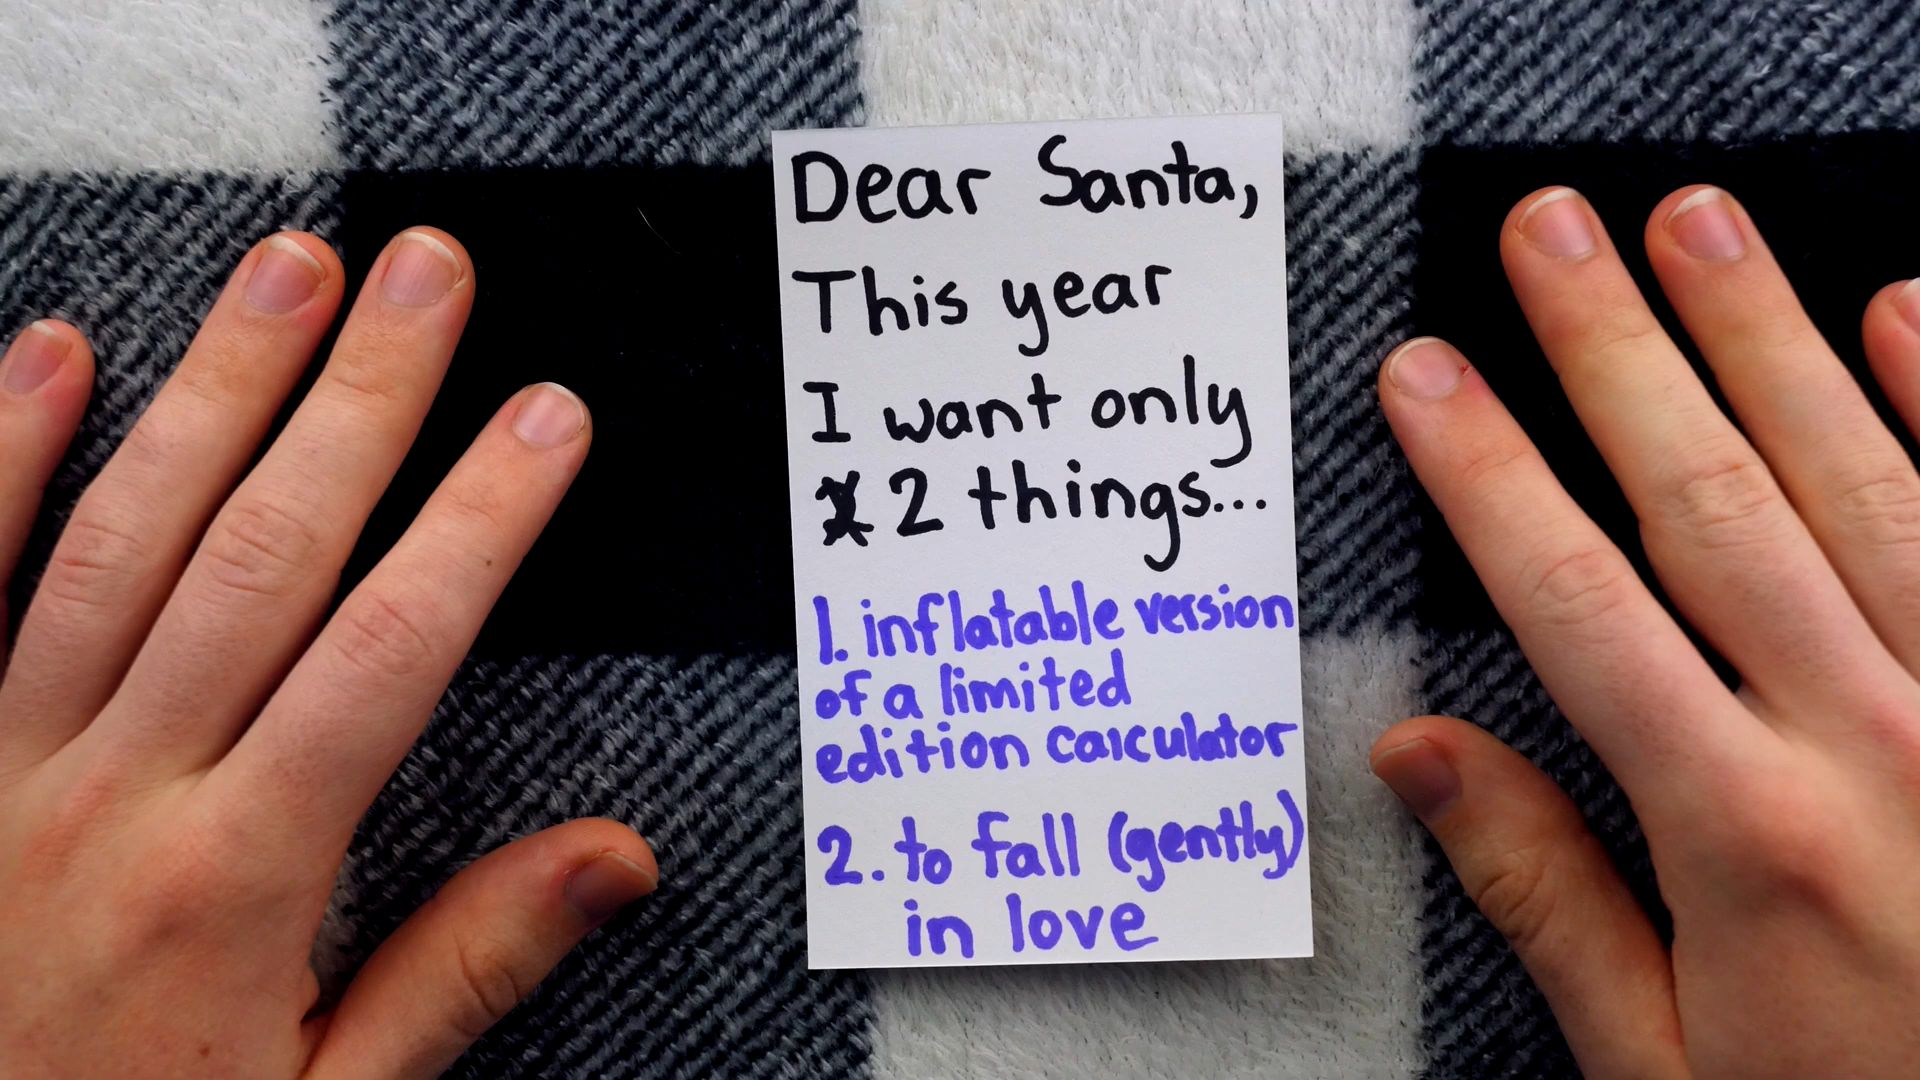 Dear Santa,
This year
I want only
2 things...
1. inflatable version
of a limited
edition calculator
2. to fall (gently)
in love